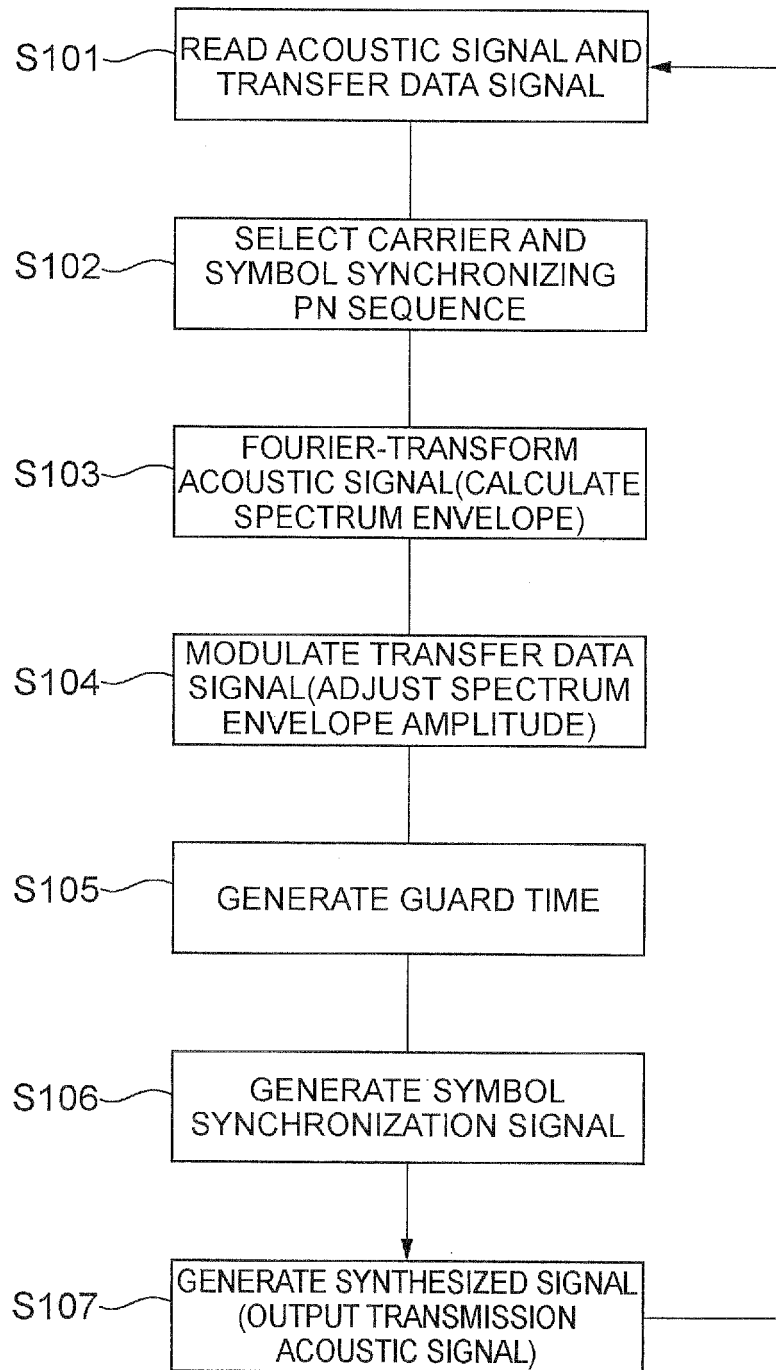 S101
READ ACOUSTIC SIGNAL AND
TRANSFER DATA SIGNAL
S102
SELECT CARRIER AND
SYMBOL SYNCHRONIZING
PN SEQUENCE
S103
FOURIER-TRANSFORM
ACOUSTIC SIGNAL(CALCULATE
SPECTRUM ENVELOPE)
S104
MODULATE TRANSFER DATA
SIGNAL(ADJUST SPECTRUM
ENVELOPE AMPLITUDE)
S105
GENERATE GUARD TIME
S106
GENERATE SYMBOL
SYNCHRONIZATION SIGNAL
S107
GENERATE SYNTHESIZED SIGNAL
(OUTPUT TRANSMISSION
ACOUSTIC SIGNAL)